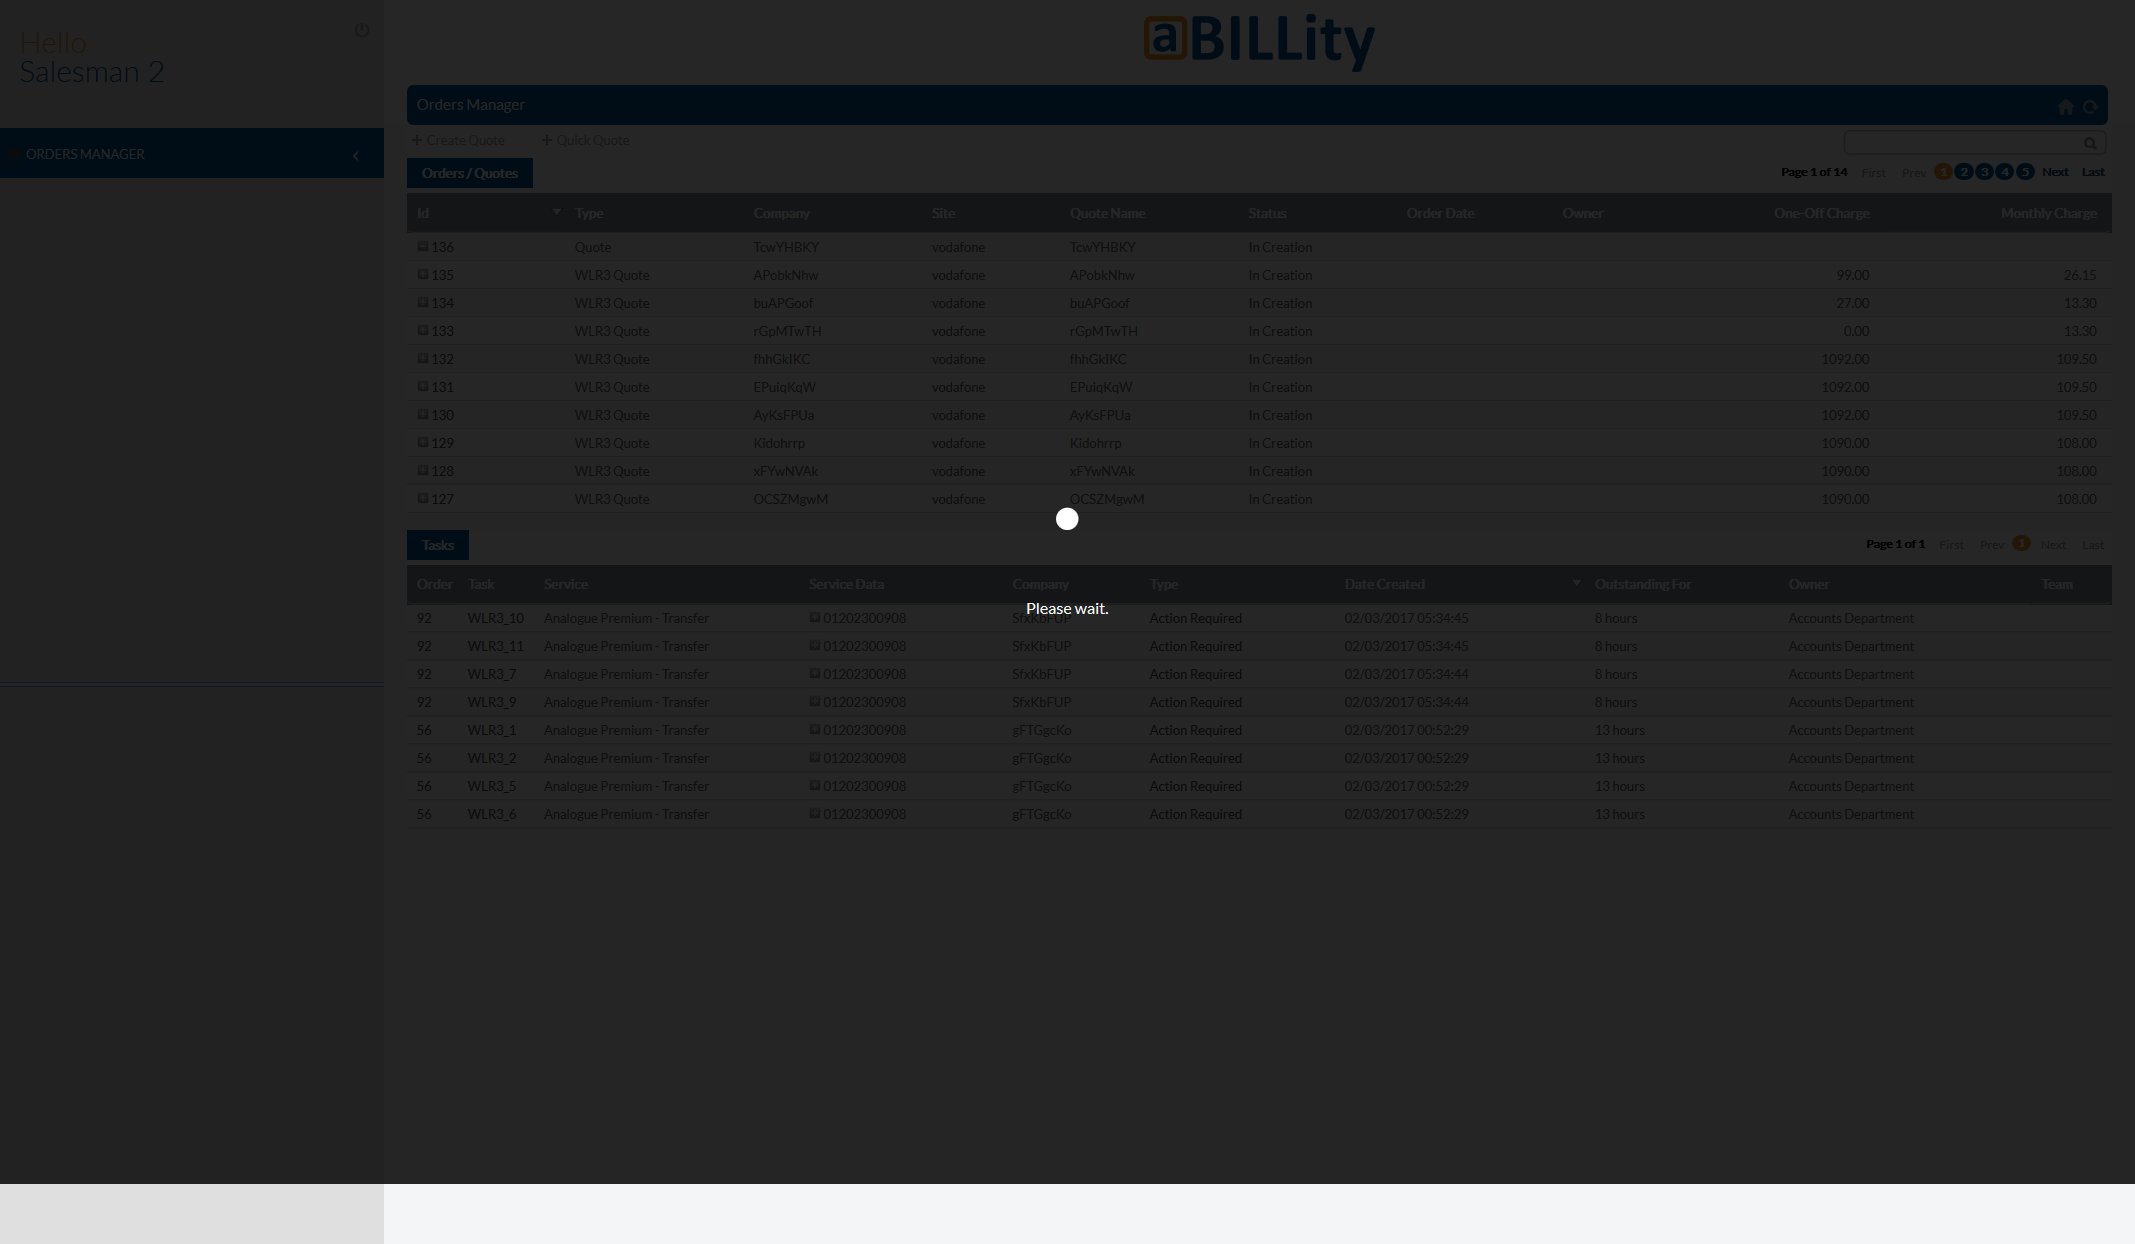 Hello
Salesman 2
ORDERS MANAGER
aBILLity
Orders Manager
Create Quote Quick Quote
Orders / Quotes Page 1 of 14 First Prev 1 2 3 4 5 Next Last
Id Type Company Site Quote Name Status Order Date Owner One-Off Charge Monthly Charge
136 Quote TcwYHBKY vodafone TcwYHBKY In Creation
135 WLR3 Quote APobkNhw vodafone APobkNhw In Creation 99.00 26.15
134 WLR3 Quote buAPGoof vodafone buAPGoof In Creation 27.00 13.30
133 WLR3 Quote rGpMTwTH vodafone rGpMTwTH In Creation 0.00 13.30
132 WLR3 Quote fhhGkIKC vodafone fhhGkIKC In Creation 1092.00 109.50
131 WLR3 Quote EPuiqKqW vodafone EPuiqKqW In Creation 1092.00 109.50
130 WLR3 Quote AyKsFPUa vodafone AyKsFPUa In Creation 1092.00 109.50
129 WLR3 Quote Kidohrrp vodafone Kidohrrp In Creation 1090.00 108.00
128 WLR3 Quote xFYwNVAk vodafone xFYwNVAk In Creation 1090.00 108.00
127 WLR3 Quote OCSZMgwM vodafone OCSZMgwM In Creation 1090.00 108.00
Tasks Page 1 of 1 First Prev 1 Next Last
Order Task Service Service Data Company Type Date Created Outstanding For Owner Team
Please wait.
92 WLR3_10 Analogue Premium - Transfer 01202300908 SfxKbFUP Action Required 02/03/2017 05:34:45 8 hours Accounts Department
92 WLR3_11 Analogue Premium - Transfer 01202300908 SfxKbFUP Action Required 02/03/2017 05:34:45 8 hours Accounts Department
92 WLR3_7 Analogue Premium - Transfer 01202300908 SfxKbFUP Action Required 02/03/2017 05:34:44 8 hours Accounts Department
92 WLR3_9 Analogue Premium - Transfer 01202300908 SfxKbFUP Action Required 02/03/2017 05:34:44 8 hours Accounts Department
56 WLR3_1 Analogue Premium - Transfer 01202300908 gFTGgcKo Action Required 02/03/2017 00:52:29 13 hours Accounts Department
56 WLR3_2 Analogue Premium - Transfer 01202300908 gFTGgcKo Action Required 02/03/2017 00:52:29 13 hours Accounts Department
56 WLR3_5 Analogue Premium - Transfer 01202300908 gFTGgcKo Action Required 02/03/2017 00:52:29 13 hours Accounts Department
56 WLR3_6 Analogue Premium - Transfer 01202300908 gFTGgcKo Action Required 02/03/2017 00:52:29 13 hours Accounts Department